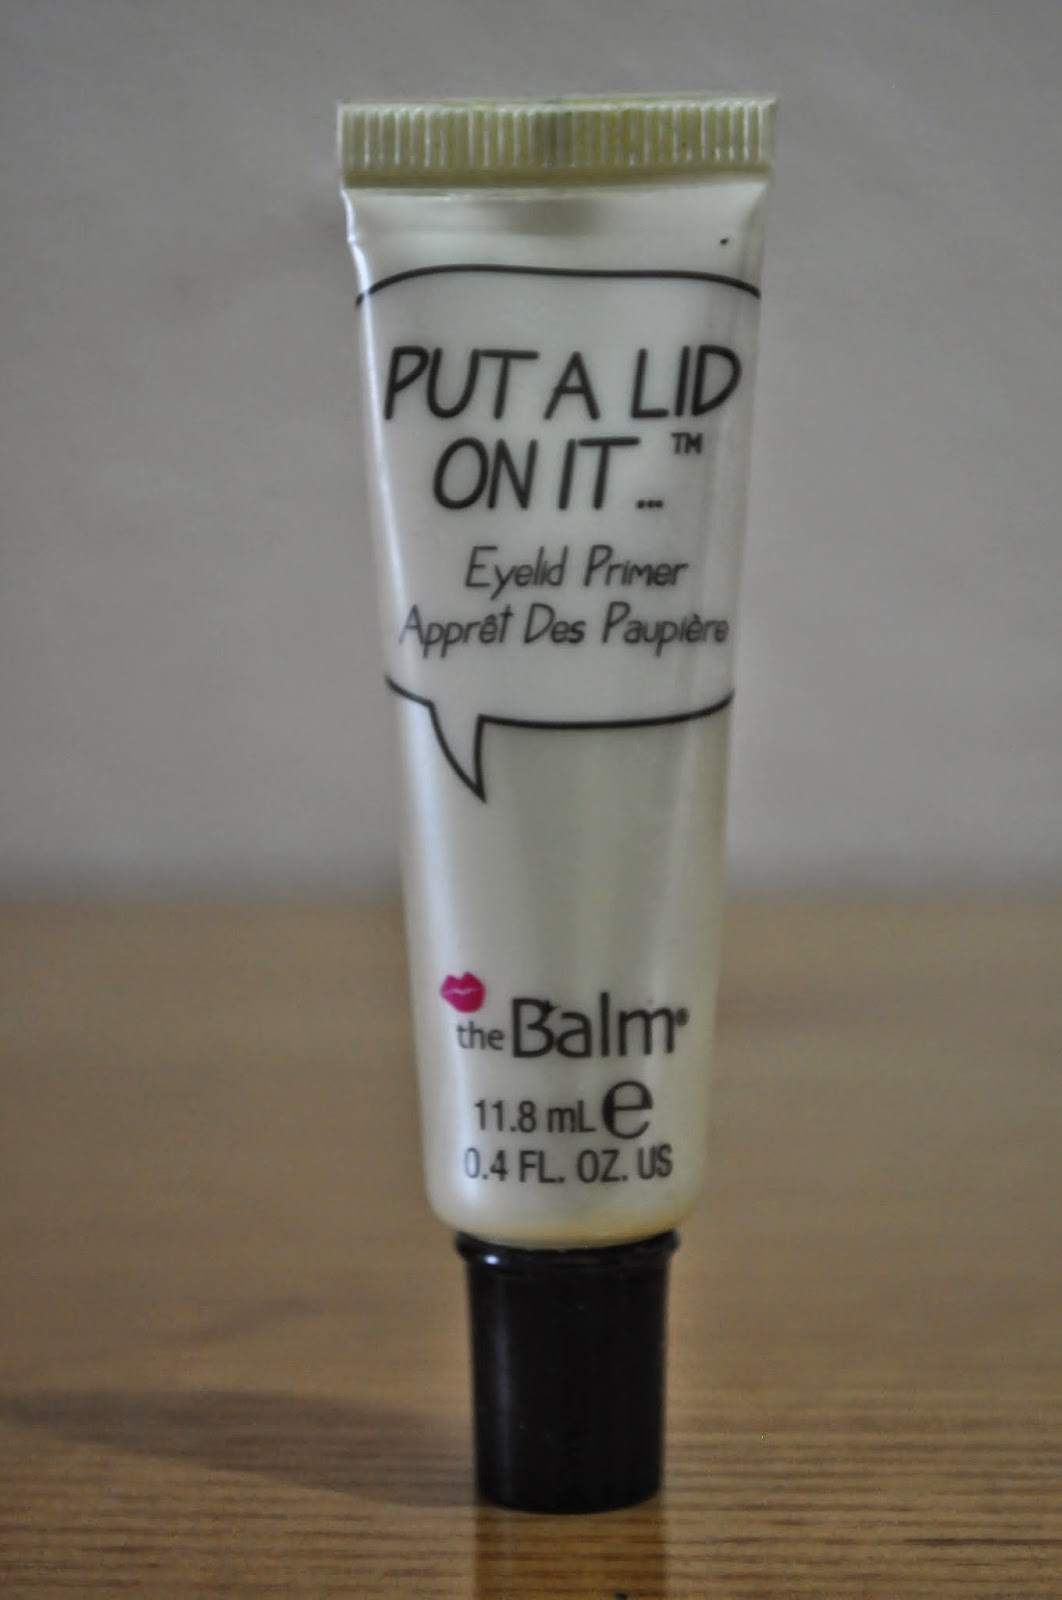 PUT A LID
ON IT...™
Eyelid Primer
Apprêt Des Paupière
the Balm®
11.8 mL e
0.4 FL. OZ. US